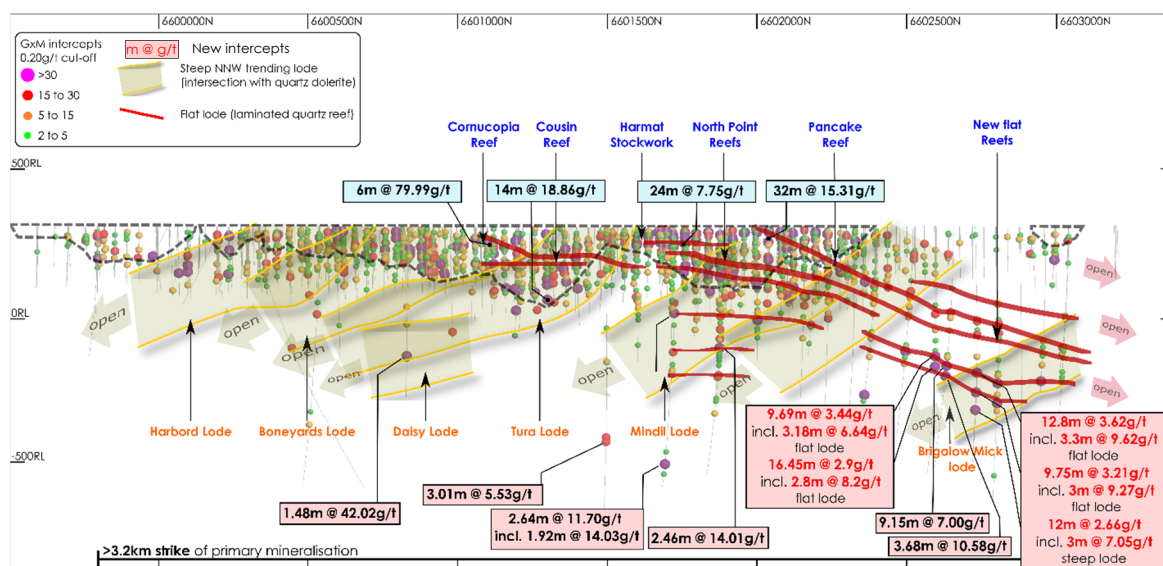 6600000N
6600500N
6601000N
6601500N
6602000N
6602500N
6603000N
GxM intercepts
0.20g/t cut-off
>30
15 to 30
5 to 15
2 to 5
m @ g/t
New intercepts
Steep NNW trending lode
(intersection with quartz dolerite)
Flat lode (laminated quartz reef)
Cornucopia
Reef
Cousin
Reef
Harmat
Stockwork
North Point
Reefs
Pancake
Reef
New flat
Reefs
500RL
6m @ 79.99g/t
14m @ 18.86g/t
24m @ 7.75g/t
32m @ 15.31g/t
open
0RL
open
open
open
open
open
open
open
open
open
open
Harbord Lode
Boneyards Lode
Daisy Lode
Tura Lode
Mindil Lode
Brigalow Mick
lode
-500RL
9.69m @ 3.44g/t
incl. 3.18m @ 6.64g/t
flat lode
16.45m @ 2.9g/t
incl. 2.8m @ 8.2g/t
flat lode
12.8m @ 3.62g/t
incl. 3.3m @ 9.62g/t
flat lode
9.75m @ 3.21g/t
incl. 3m @ 9.27g/t
flat lode
12m @ 2.66g/t
incl. 3m @ 7.05g/t
steep lode
3.01m @ 5.53g/t
1.48m @ 42.02g/t
2.64m @ 11.70g/t
incl. 1.92m @ 14.03g/t
2.46m @ 14.01g/t
9.15m @ 7.00g/t
3.68m @ 10.58g/t
>3.2km strike of primary mineralisation